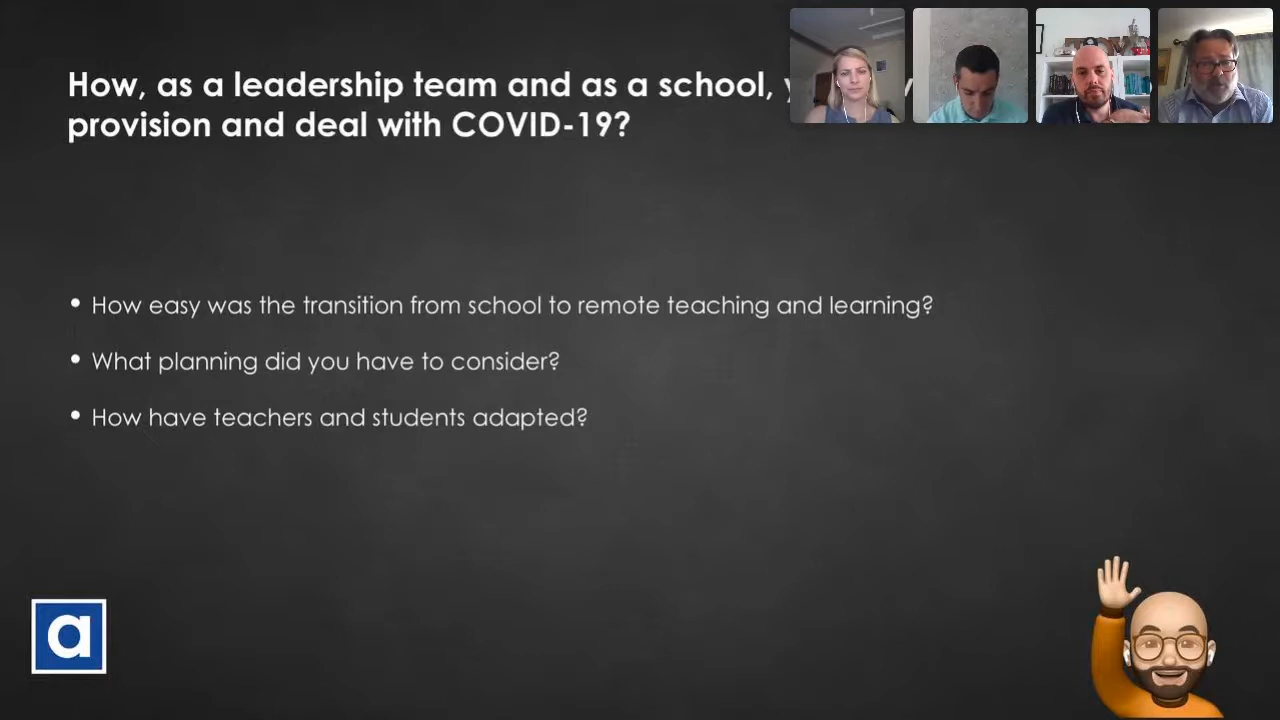 How, as a leadership team and as a school,
provision and deal with COVID-19?
• How easy was the transition from school to remote teaching and learning?
• What planning did you have to consider?
• How have teachers and students adapted?
a